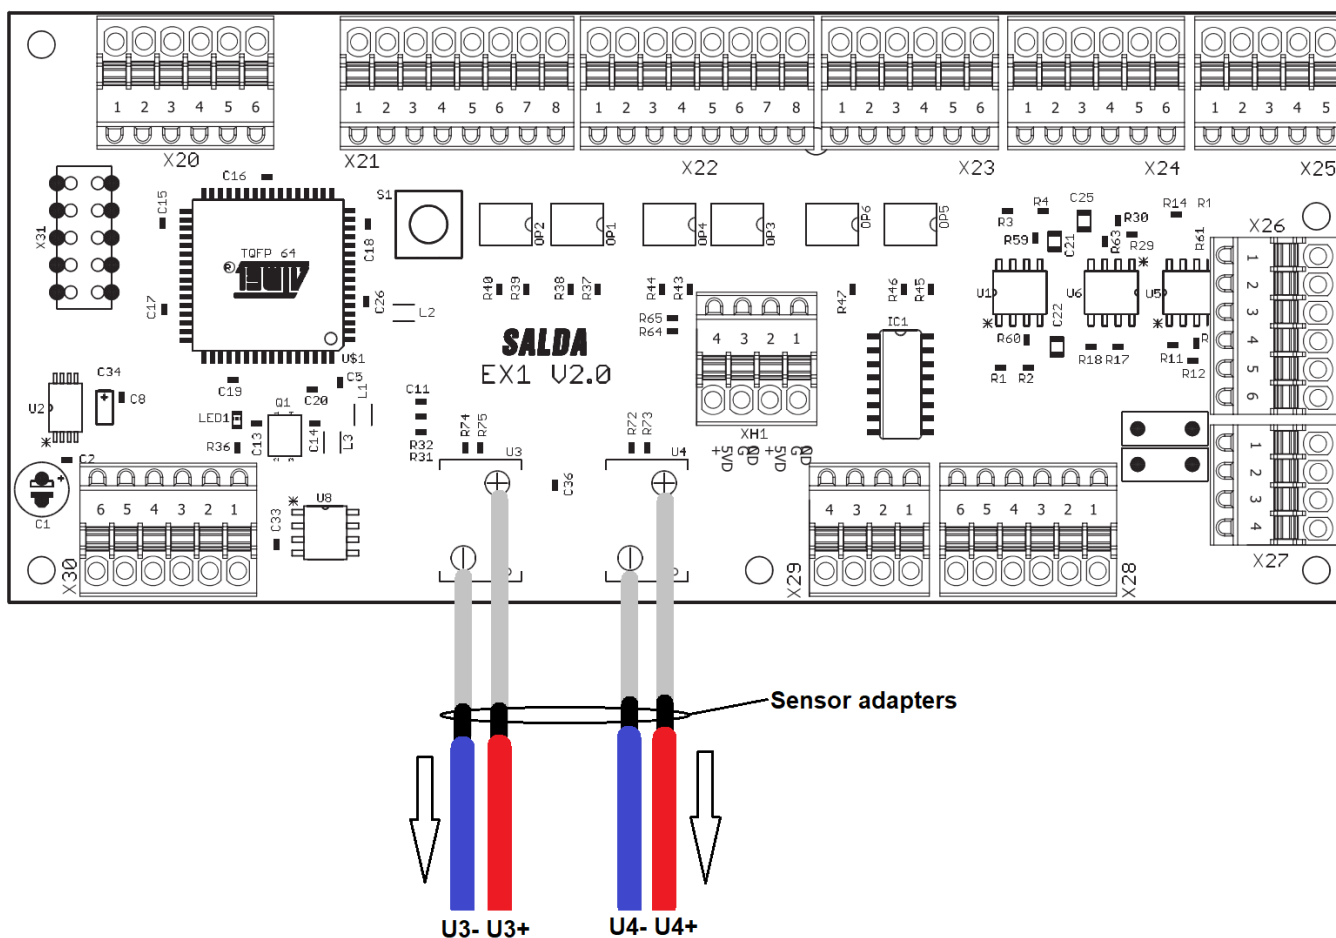 1 2 3 4 5 6
1 2 3 4 5 6 7 8
1 2 3 4 5 6 7 8
1 2 3 4 5 6
1 2 3 4 5 6
1 2 3 4 5
X20
X21
X22
X23
X24
X25
C16
S1
X31
C15
TQFP 64
C18
OP2
OP1
OP4
OP3
OP6
OP5
R3
R4
C25
R30
R14
R1
R59
C21
R63
R29
R61
X26
C17
C26
L2
R40
R39
R38
R37
R44
R43
R47
R46
R45
U1
U6
U5
R65
R64
IC1
C22
R60
R18
R17
R11
R12
R1
R2
1 2 3 4 5 6
U$1
SALDA
EX1 V2.0
4 3 2 1
XH1
+ 5VD G 0D + 5VD G 0D
U2
C34
C8
C19
C5
C20
L1
C11
LED1
Q1
R36
C13
C14
L3
R32
R31
R74
R75
U3
R72
R73
U4
C36
C2
C1
C33
U8
6 5 4 3 2 1
X30
4 3 2 1
X29
6 5 4 3 2 1
X28
1 2 3 4
X27
Sensor adapters
U3- U3+
U4- U4+